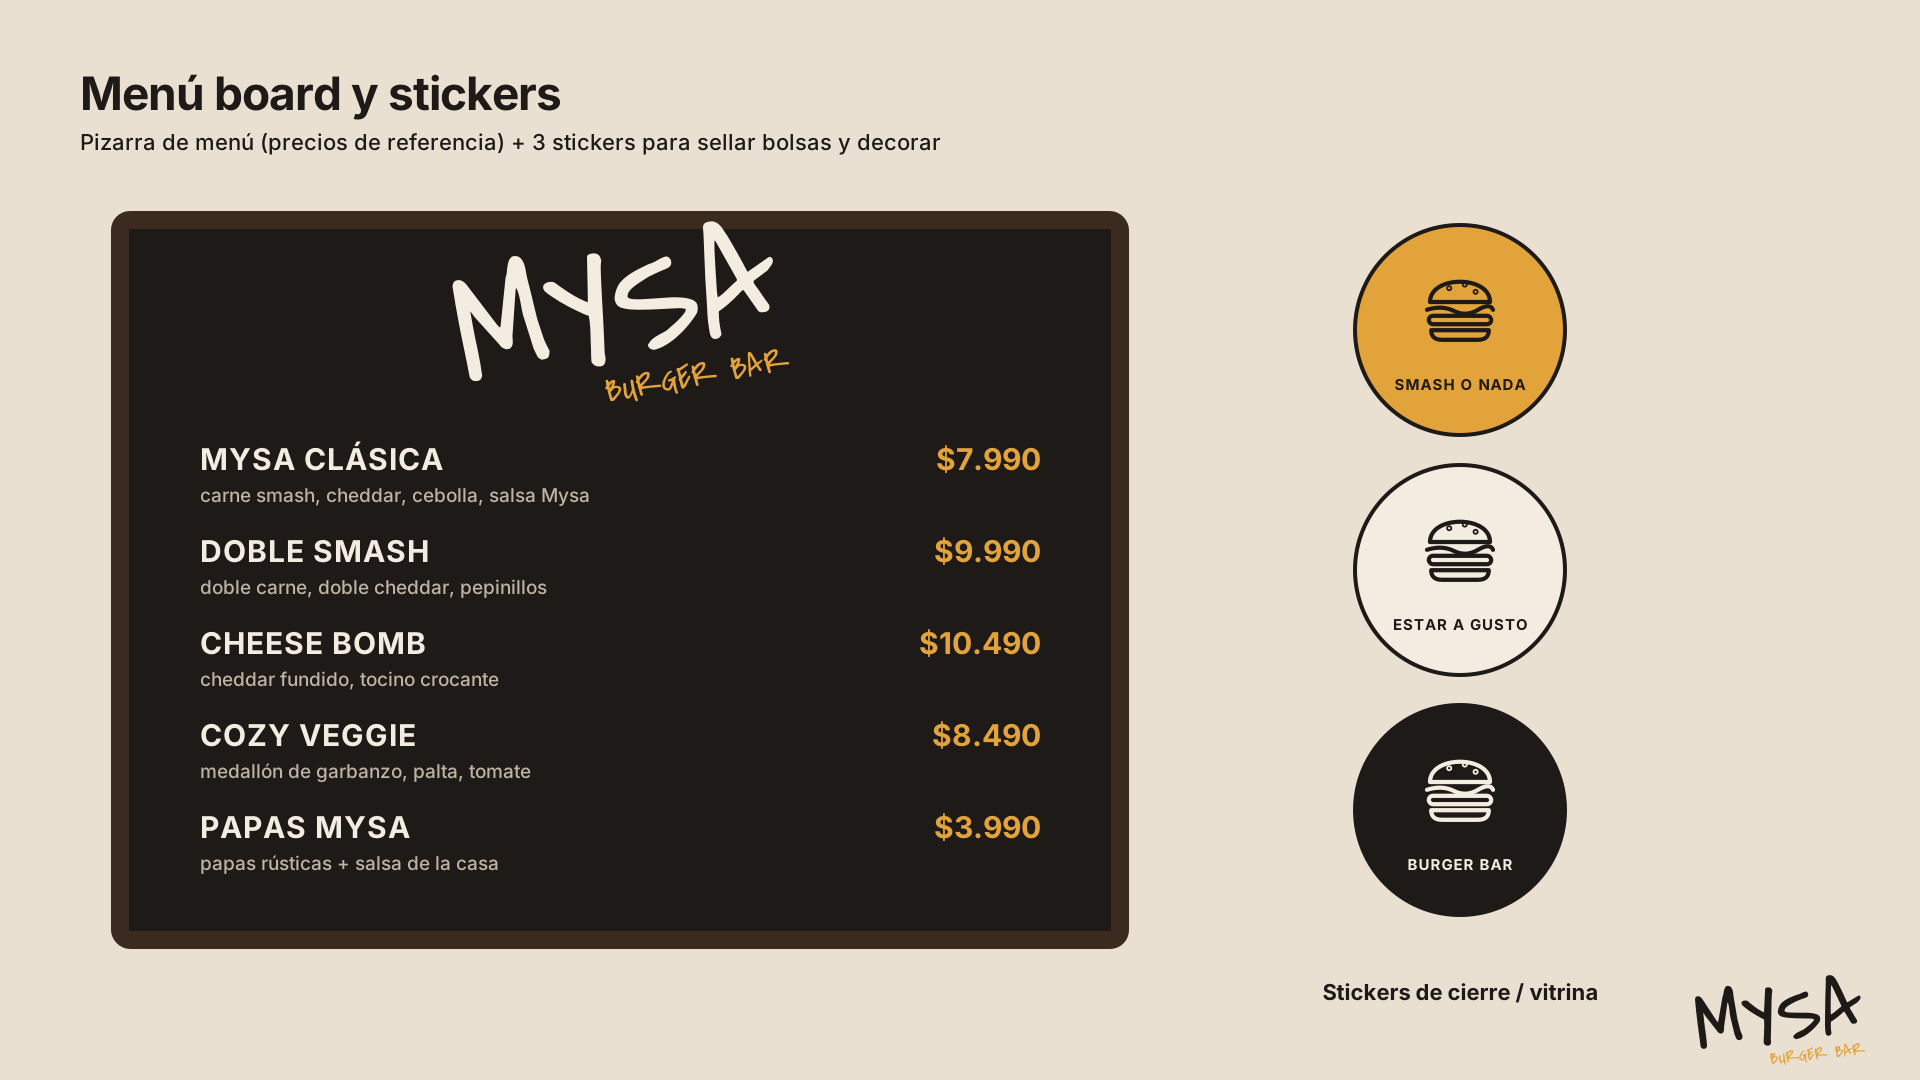 Menú board y stickers
Pizarra de menú (precios de referencia) + 3 stickers para sellar bolsas y decorar
MYSA
BURGER BAR
MYSA CLÁSICA $7.990
carne smash, cheddar, cebolla, salsa Mysa
DOBLE SMASH $9.990
doble carne, doble cheddar, pepinillos
CHEESE BOMB $10.490
cheddar fundido, tocino crocante
COZY VEGGIE $8.490
medallón de garbanzo, palta, tomate
PAPAS MYSA $3.990
papas rústicas + salsa de la casa
SMASH O NADA
ESTAR A GUSTO
BURGER BAR
Stickers de cierre / vitrina
MYSA
BURGER BAR